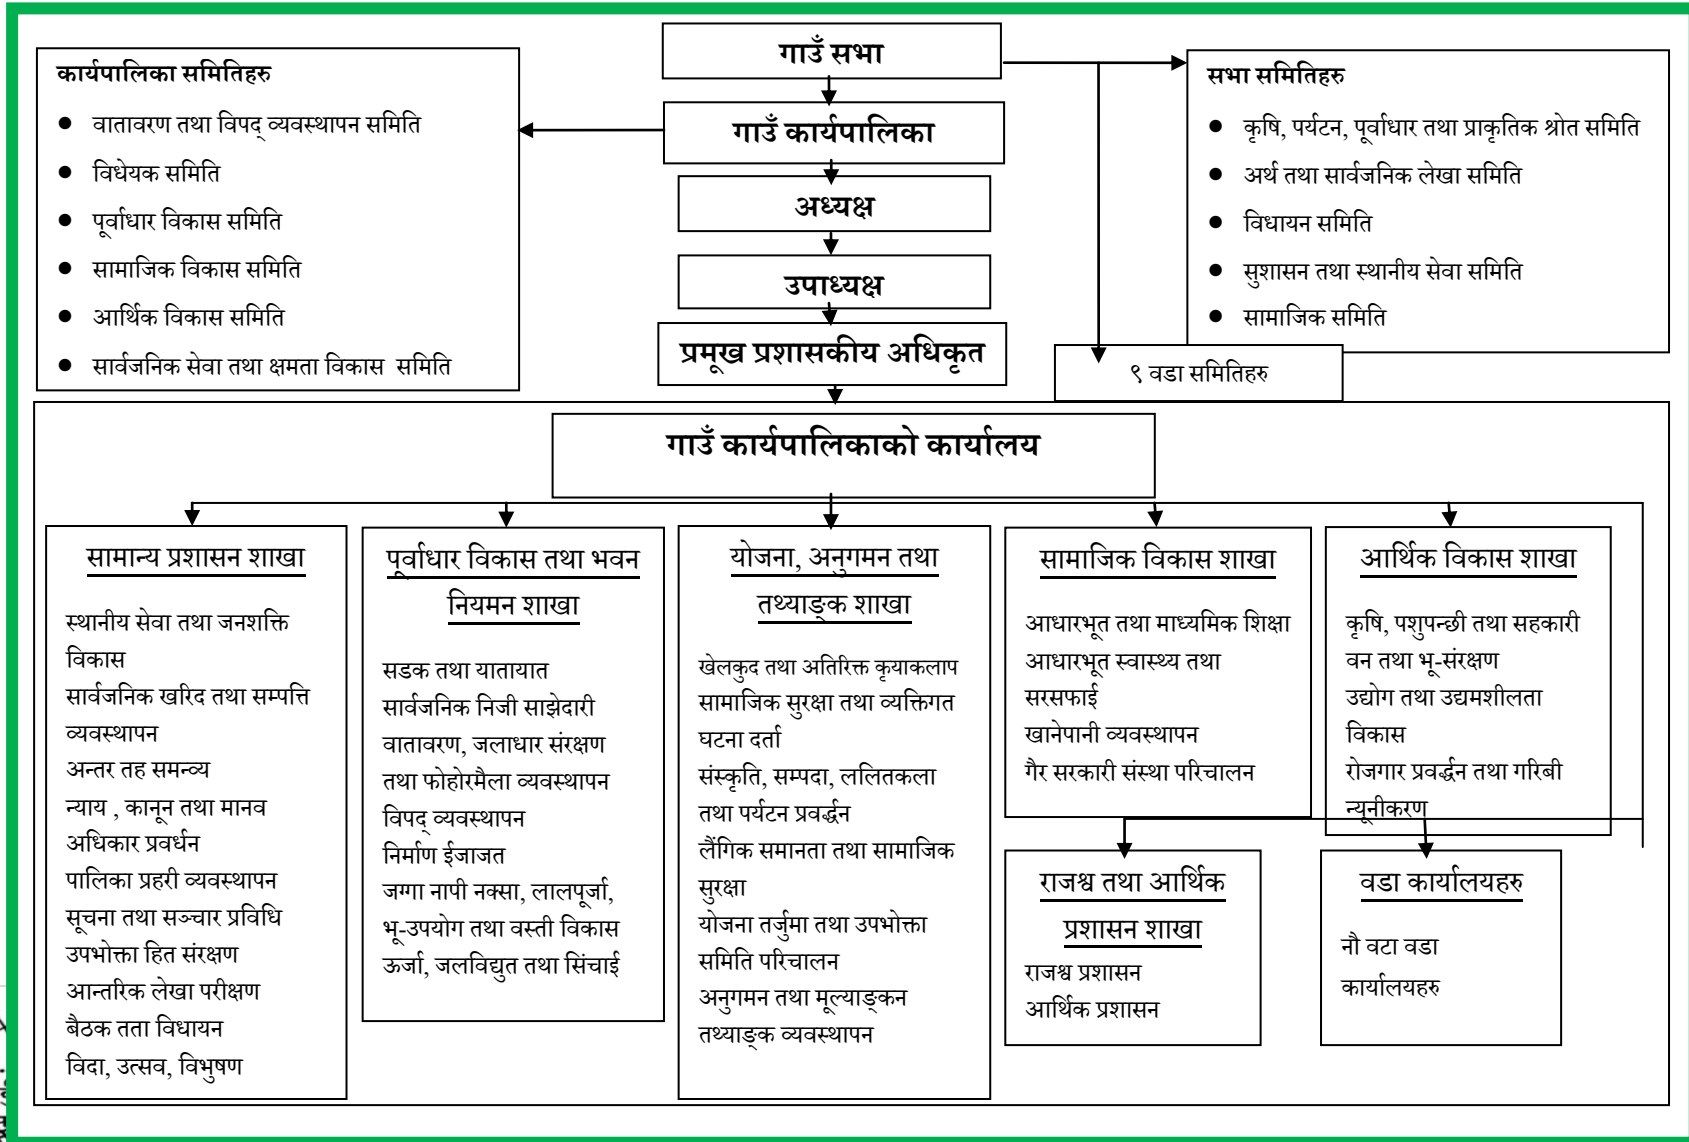 गाउँ सभा
कार्यपालिका समितिहरु
वातावरण तथा विपद् व्यवस्थापन समिति
विधेयक समिति
पूर्वाधार विकास समिति
सामाजिक विकास समिति
आर्थिक विकास समिति
सार्वजनिक सेवा तथा क्षमता विकास समिति
गाउँ कार्यपालिका
अध्यक्ष
उपाध्यक्ष
प्रमूख प्रशासकीय अधिकृत
सभा समितिहरु
कृषि, पर्यटन, पूर्वाधार तथा प्राकृतिक श्रोत समिति
अर्थ तथा सार्वजनिक लेखा समिति
विधायन समिति
सुशासन तथा स्थानीय सेवा समिति
सामाजिक समिति
९ वडा समितिहरु
गाउँ कार्यपालिकाको कार्यालय
सामान्य प्रशासन शाखा
स्थानीय सेवा तथा जनशक्ति
विकास
सार्वजनिक खरिद तथा सम्पत्ति
व्यवस्थापन
अन्तर तह समन्व्य
न्याय , कानून तथा मानव
अधिकार प्रवर्धन
पालिका प्रहरी व्यवस्थापन
सूचना तथा सञ्चार प्रविधि
उपभोक्ता हित संरक्षण
आन्तरिक लेखा परीक्षण
बैठक तता विधायन
विदा, उत्सव, विभुषण
पूर्वाधार विकास तथा भवन
नियमन शाखा
सडक तथा यातायात
सार्वजनिक निजी साझेदारी
वातावरण, जलाधार संरक्षण
तथा फोहोरमैला व्यवस्थापन
विपद् व्यवस्थापन
निर्माण ईजाजत
जग्गा नापी नक्सा, लालपूर्जा,
भू-उपयोग तथा वस्ती विकास
ऊर्जा, जलविद्युत तथा सिंचाई
योजना, अनुगमन तथा
तथ्याङ्क शाखा
खेलकुद तथा अतिरिक्त कृयाकलाप
सामाजिक सुरक्षा तथा व्यक्तिगत
घटना दर्ता
संस्कृति, सम्पदा, ललितकला
तथा पर्यटन प्रवर्द्धन
लैंगिक समानता तथा सामाजिक
सुरक्षा
योजना तर्जुमा तथा उपभोक्ता
समिति परिचालन
अनुगमन तथा मूल्याङ्कन
तथ्याङ्क व्यवस्थापन
सामाजिक विकास शाखा
आधारभूत तथा माध्यमिक शिक्षा
आधारभूत स्वास्थ्य तथा
सरसफाई
खानेपानी व्यवस्थापन
गैर सरकारी संस्था परिचालन
आर्थिक विकास शाखा
कृषि, पशुपन्छी तथा सहकारी
वन तथा भू-संरक्षण
उद्योग तथा उद्यमशीलता
विकास
रोजगार प्रवर्द्धन तथा गरिबी
न्यूनीकरण
राजश्व तथा आर्थिक
प्रशासन शाखा
राजश्व प्रशासन
आर्थिक प्रशासन
वडा कार्यालयहरु
नौ वटा वडा
कार्यालयहरु